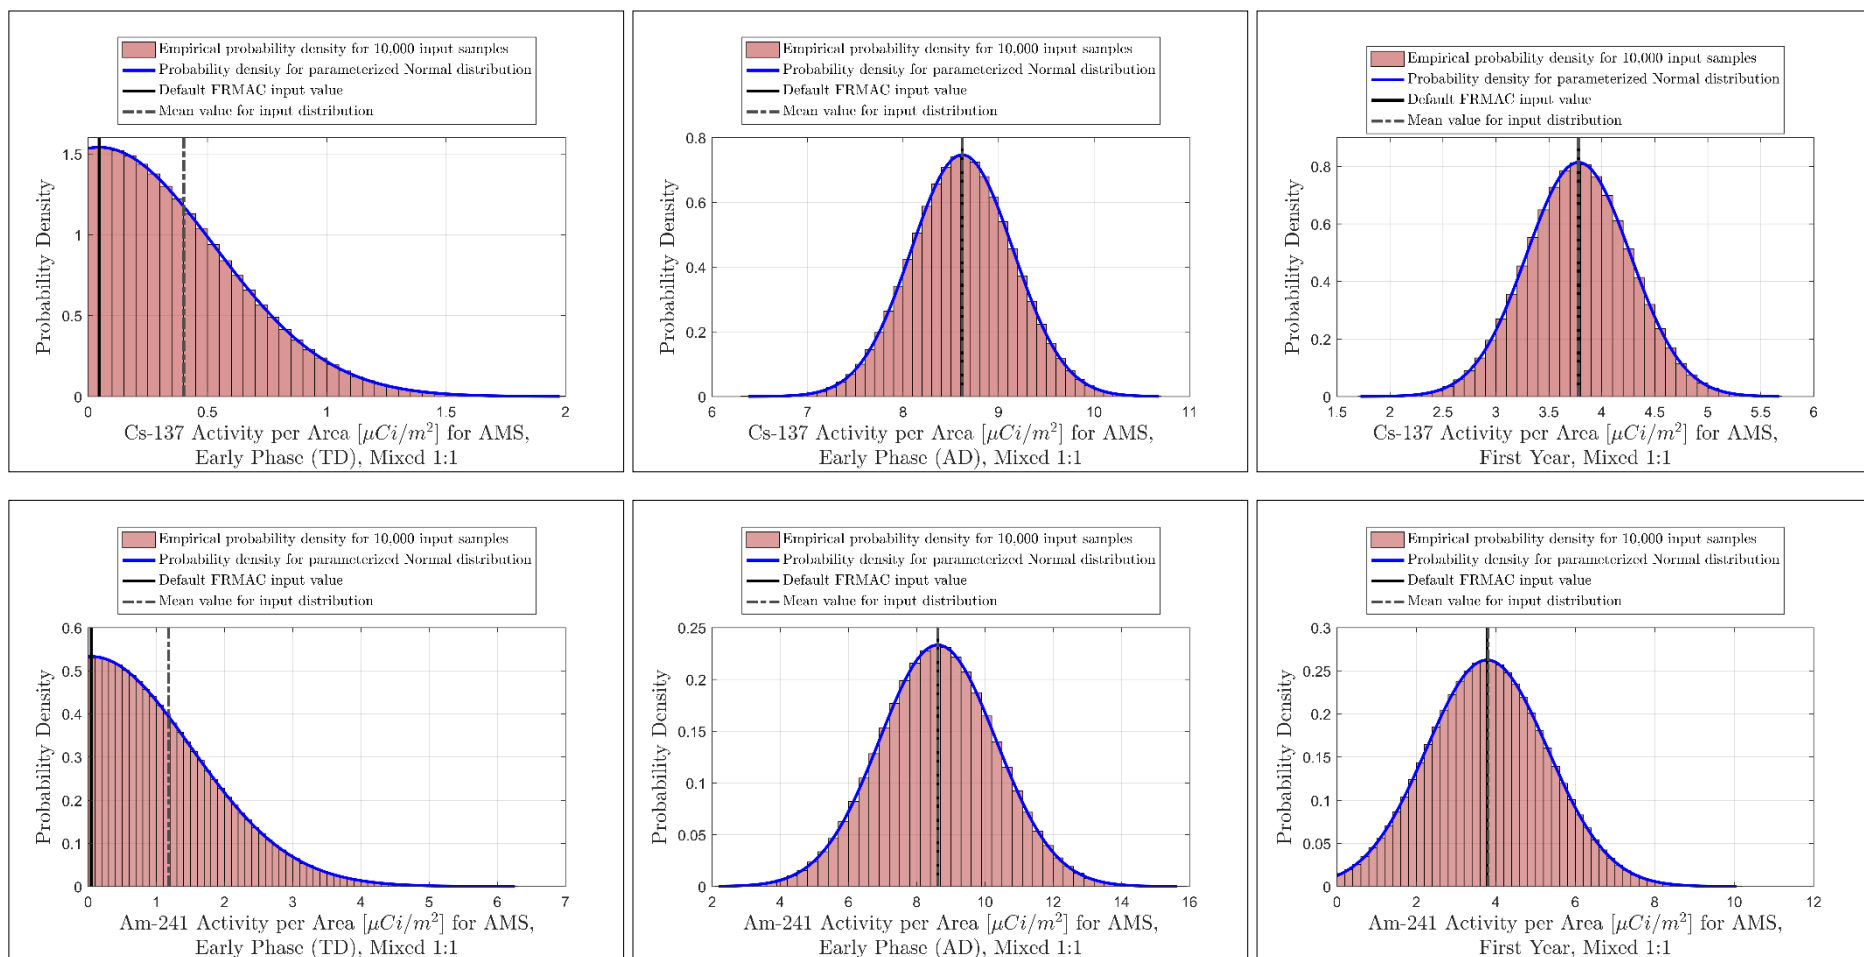 Empirical probability density for 10,000 input samples
Probability density for parameterized Normal distribution
Default FRMAC input value
Mean value for input distribution
Probability Density
1.5
1
0.5
0
0
0.5
1
1.5
2
Cs-137 Activity per Area [μCi/m²] for AMS,
Early Phase (TD), Mixed 1:1
Empirical probability density for 10,000 input samples
Probability density for parameterized Normal distribution
Default FRMAC input value
Mean value for input distribution
Probability Density
0.8
0.6
0.4
0.2
0
6
7
8
9
10
11
Cs-137 Activity per Area [μCi/m²] for AMS,
Early Phase (AD), Mixed 1:1
Empirical probability density for 10,000 input samples
Probability density for parameterized Normal distribution
Default FRMAC input value
Mean value for input distribution
Probability Density
0.8
0.6
0.4
0.2
0
1.5
2
2.5
3
3.5
4
4.5
5
5.5
6
Cs-137 Activity per Area [μCi/m²] for AMS,
First Year, Mixed 1:1
Empirical probability density for 10,000 input samples
Probability density for parameterized Normal distribution
Default FRMAC input value
Mean value for input distribution
Probability Density
0.6
0.5
0.4
0.3
0.2
0.1
0
0
1
2
3
4
5
6
7
Am-241 Activity per Area [μCi/m²] for AMS,
Early Phase (TD), Mixed 1:1
Empirical probability density for 10,000 input samples
Probability density for parameterized Normal distribution
Default FRMAC input value
Mean value for input distribution
Probability Density
0.25
0.2
0.15
0.1
0.05
0
2
4
6
8
10
12
14
16
Am-241 Activity per Area [μCi/m²] for AMS,
Early Phase (AD), Mixed 1:1
Empirical probability density for 10,000 input samples
Probability density for parameterized Normal distribution
Default FRMAC input value
Mean value for input distribution
Probability Density
0.3
0.25
0.2
0.15
0.1
0.05
0
0
2
4
6
8
10
12
Am-241 Activity per Area [μCi/m²] for AMS,
First Year, Mixed 1:1